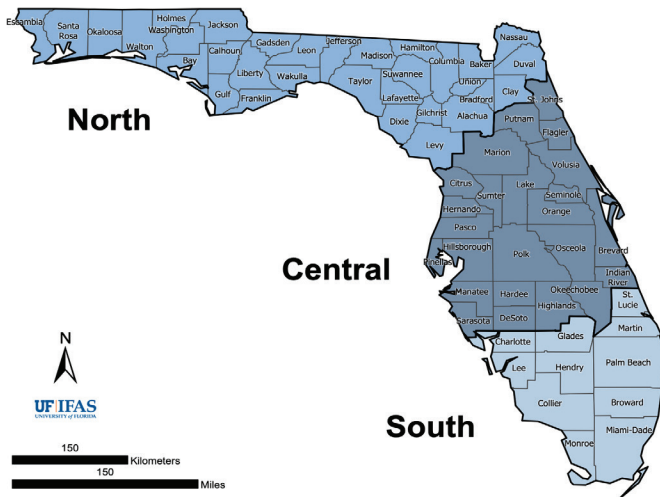 Escambia
Santa
Rosa
Okaloosa
Walton
Holmes
Washington
Bay
Jackson
Calhoun
Gulf
Liberty
Franklin
Gadsden
Leon
Wakulla
Jefferson
Madison
Taylor
Hamilton
Suwannee
Lafayette
Dixie
Columbia
Gilchrist
Levy
Baker
Union
Bradford
Alachua
Nassau
Duval
Clay
St. Johns
Putnam
Flagler
Marion
Volusia
Citrus
Sumter
Lake
Seminole
Hernando
Orange
Pasco
Hillsborough
Pinellas
Polk
Osceola
Brevard
Indian
River
Manatee
Hardee
Okeechobee
Highlands
Sarasota
DeSoto
St.
Lucie
Charlotte
Glades
Martin
Lee
Hendry
Palm Beach
Collier
Broward
Monroe
Miami-Dade
North
Central
South
N
UF|IFAS
UNIVERSITY of FLORIDA
150
Kilometers
150
Miles